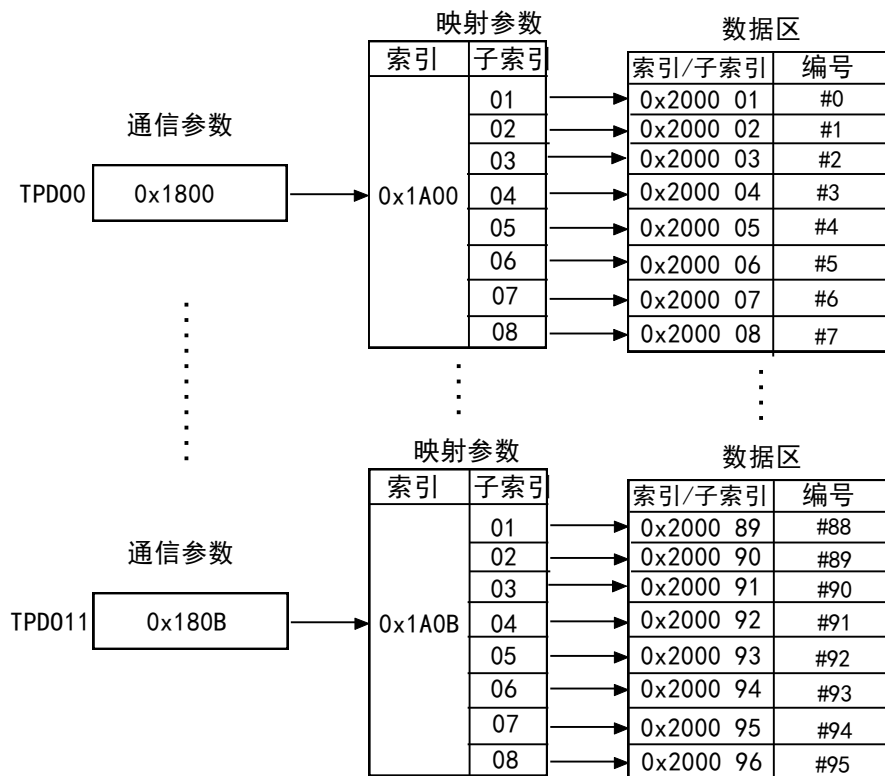 映射参数
数据区
索引 子索引
索引/子索引 编号
通信参数
TPDO0 0x1800
0x1A00
01 0x2000 01 #0
02 0x2000 02 #1
03 0x2000 03 #2
04 0x2000 04 #3
05 0x2000 05 #4
06 0x2000 06 #5
07 0x2000 07 #6
08 0x2000 08 #7
映射参数
数据区
索引 子索引
索引/子索引 编号
通信参数
TPDO11 0x180B
0x1A0B
01 0x2000 89 #88
02 0x2000 90 #89
03 0x2000 91 #90
04 0x2000 92 #91
05 0x2000 93 #92
06 0x2000 94 #93
07 0x2000 95 #94
08 0x2000 96 #95